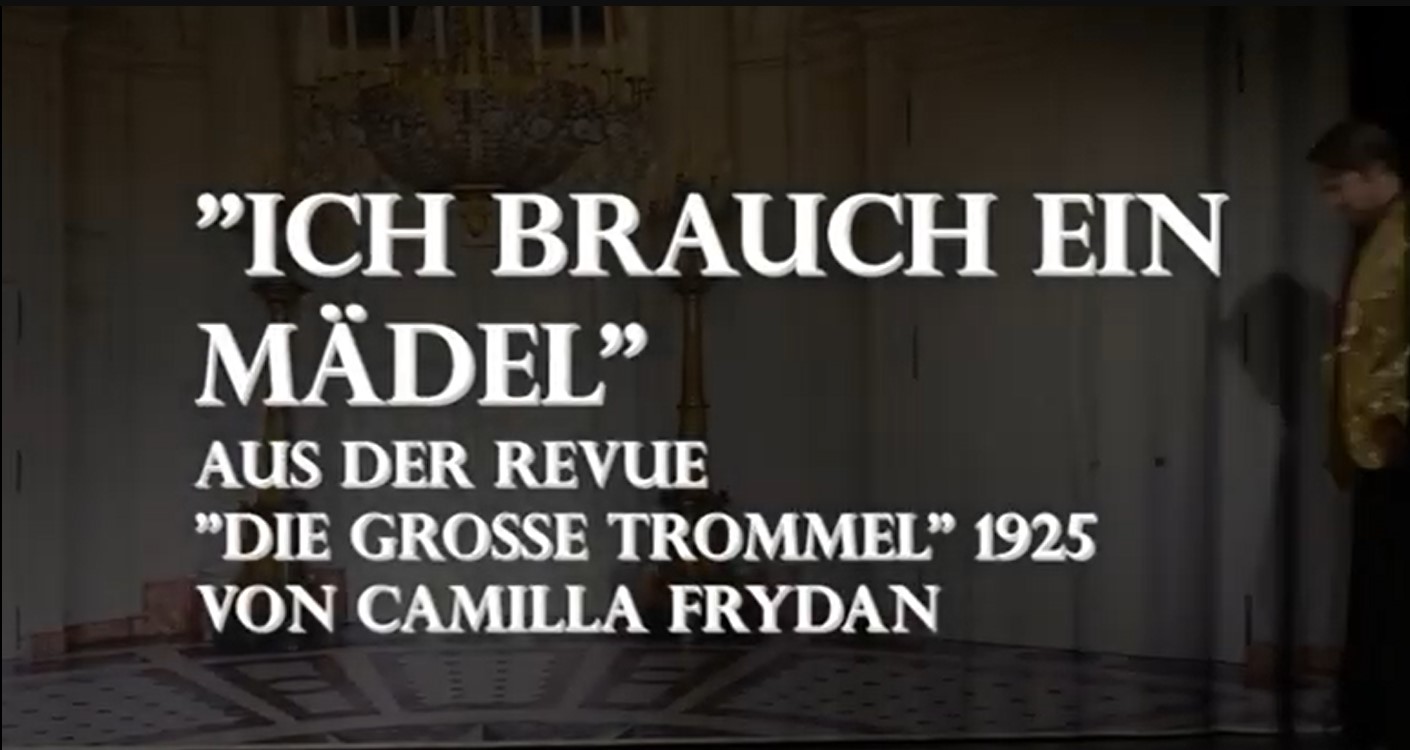 ”ICH BRAUCH EIN
MÄDEL”
AUS DER REVUE
”DIE GROSSE TROMMEL” 1925
VON CAMILLA FRYDAN